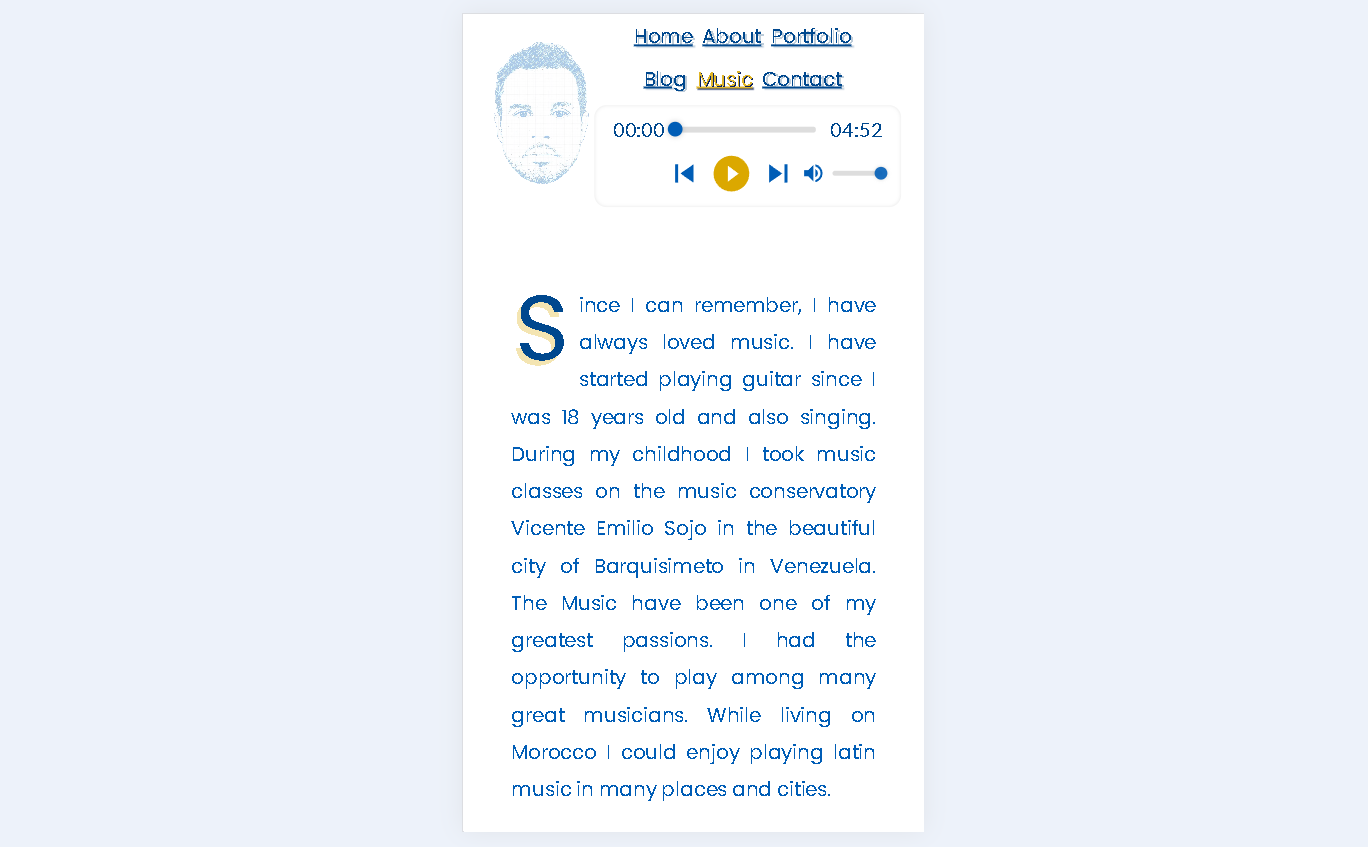 Home About Portfolio
Blog Music Contact
00:00 04:52
Since I can remember, I have
always loved music. I have
started playing guitar since I
was 18 years old and also singing.
During my childhood I took music
classes on the music conservatory
Vicente Emilio Sojo in the beautiful
city of Barquisimeto in Venezuela.
The Music have been one of my
greatest passions. I had the
opportunity to play among many
great musicians. While living on
Morocco I could enjoy playing latin
music in many places and cities.